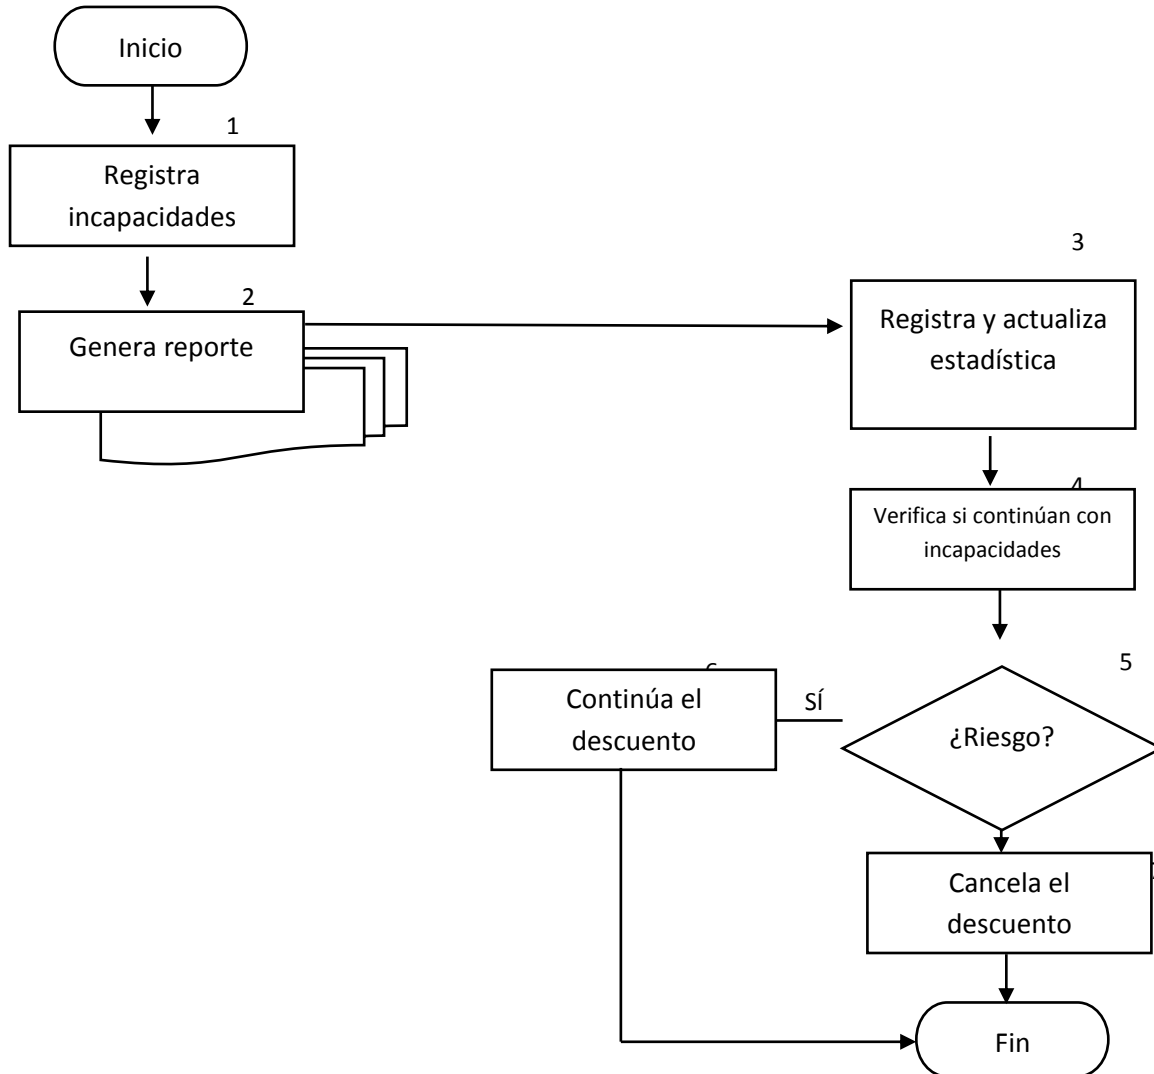 Inicio
1
Registra
incapacidades
2
Genera reporte
3
Registra y actualiza
estadística
4
Verifica si continúan con
incapacidades
5
¿Riesgo?
SÍ
Continúa el
descuento
Cancela el
descuento
Fin